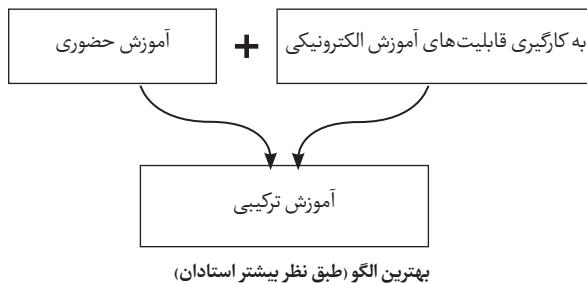 به کارگیری قابلیت‌های آموزش الکترونیکی
+
آموزش حضوری
آموزش ترکیبی
بهترین الگو (طبق نظر بیشتر استادان)